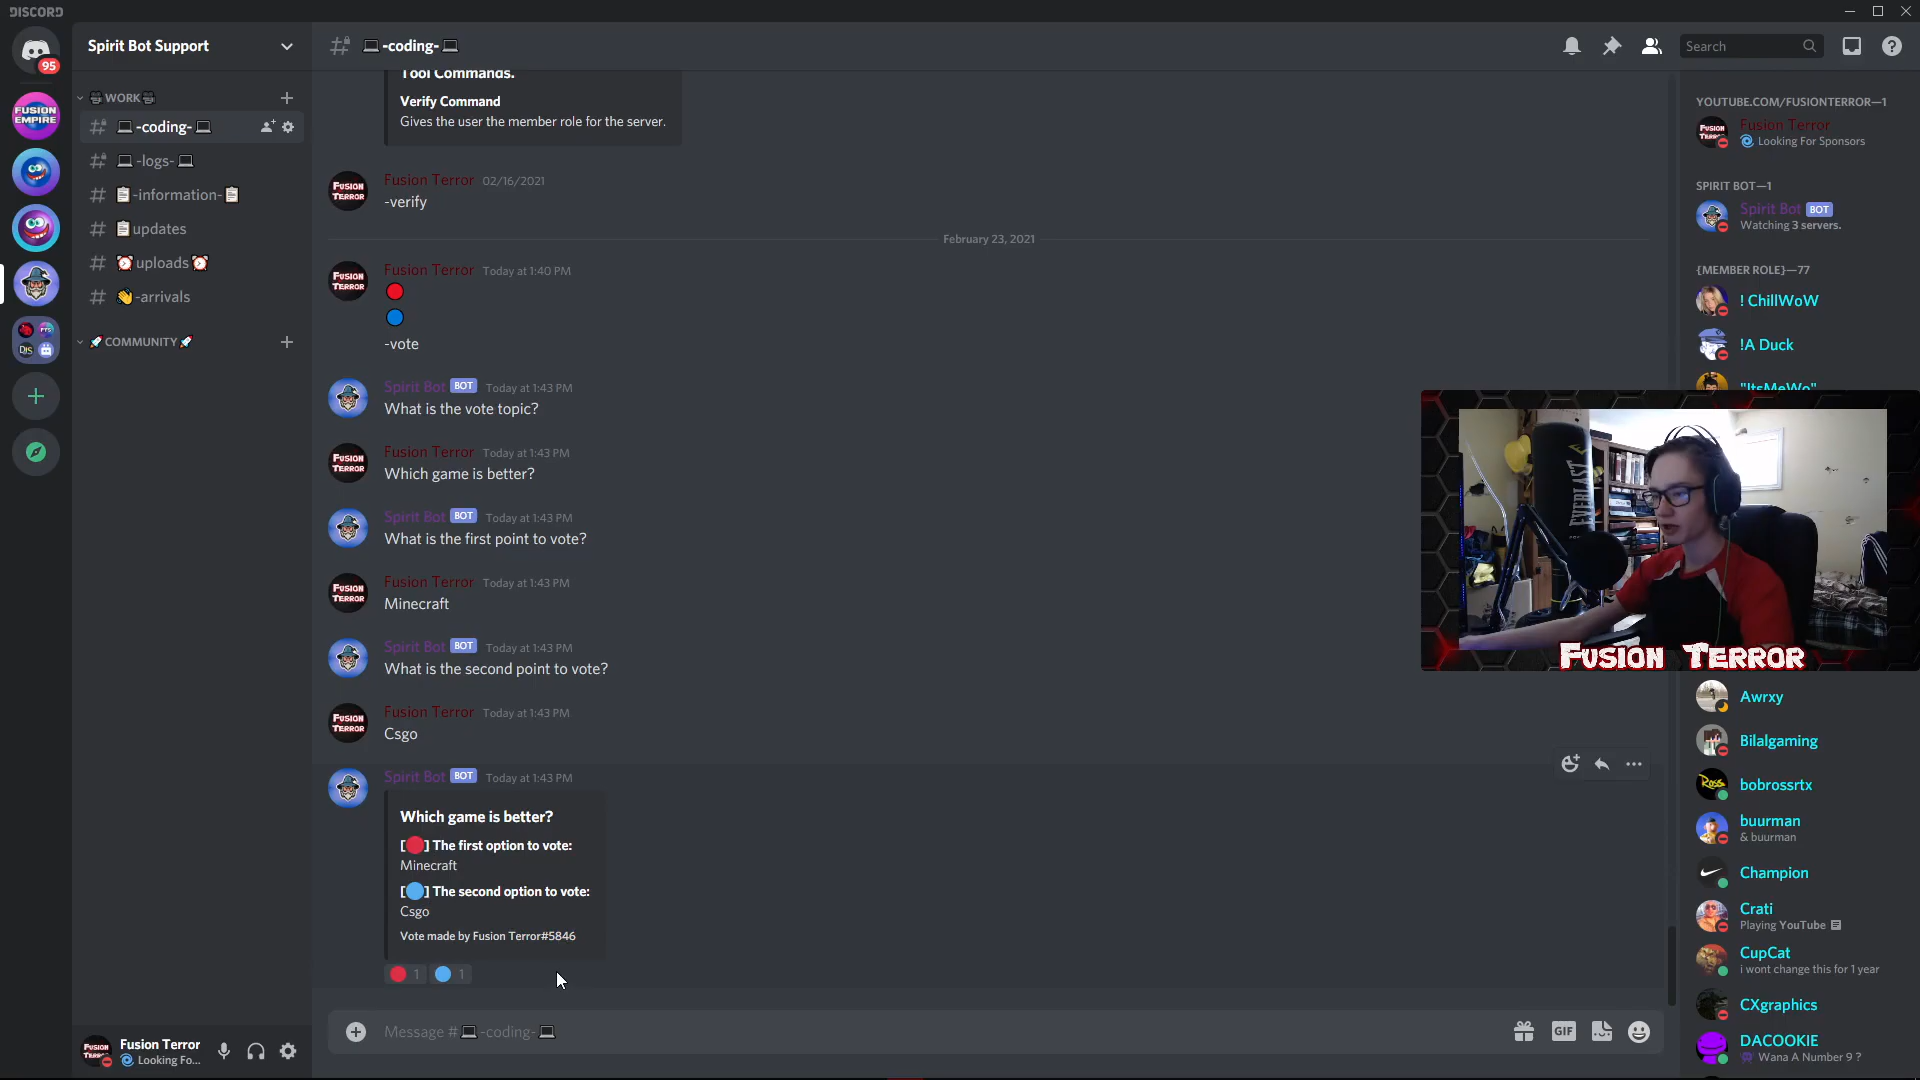 DISCORD
95
FUSION
EMPIRE
Spirit Bot Support
WORK
-coding-
-logs-
-information-
updates
uploads
-arrivals
COMMUNITY
Fusion Terror
Looking Fo...
-coding-
Search
Tool Commands.
Verify Command
Gives the user the member role for the server.
Fusion Terror 02/16/2021
-verify
February 23, 2021
Fusion Terror Today at 1:40 PM
-vote
Spirit Bot BOT Today at 1:43 PM
What is the vote topic?
Fusion Terror Today at 1:43 PM
Which game is better?
Spirit Bot BOT Today at 1:43 PM
What is the first point to vote?
Fusion Terror Today at 1:43 PM
Minecraft
Spirit Bot BOT Today at 1:43 PM
What is the second point to vote?
Fusion Terror Today at 1:43 PM
Csgo
Spirit Bot BOT Today at 1:43 PM
Which game is better?
[🔴] The first option to vote:
Minecraft
[🔵] The second option to vote:
Csgo
Vote made by Fusion Terror#5846
1 1
Message # -coding-
GIF
YOUTUBE.COM/FUSIONTERROR—1
Fusion Terror
Looking For Sponsors
SPIRIT BOT—1
Spirit Bot BOT
Watching 3 servers.
{MEMBER ROLE}—77
! ChillWoW
!A Duck
"ItsMeWo"
EVERLAST
FUSION TERROR
Awrxy
Bilalgaming
bobrossrtx
buurman
& buurman
Champion
Crati
Playing YouTube
CupCat
i wont change this for 1 year
CXgraphics
DACOOKIE
Wana A Number 9 ?